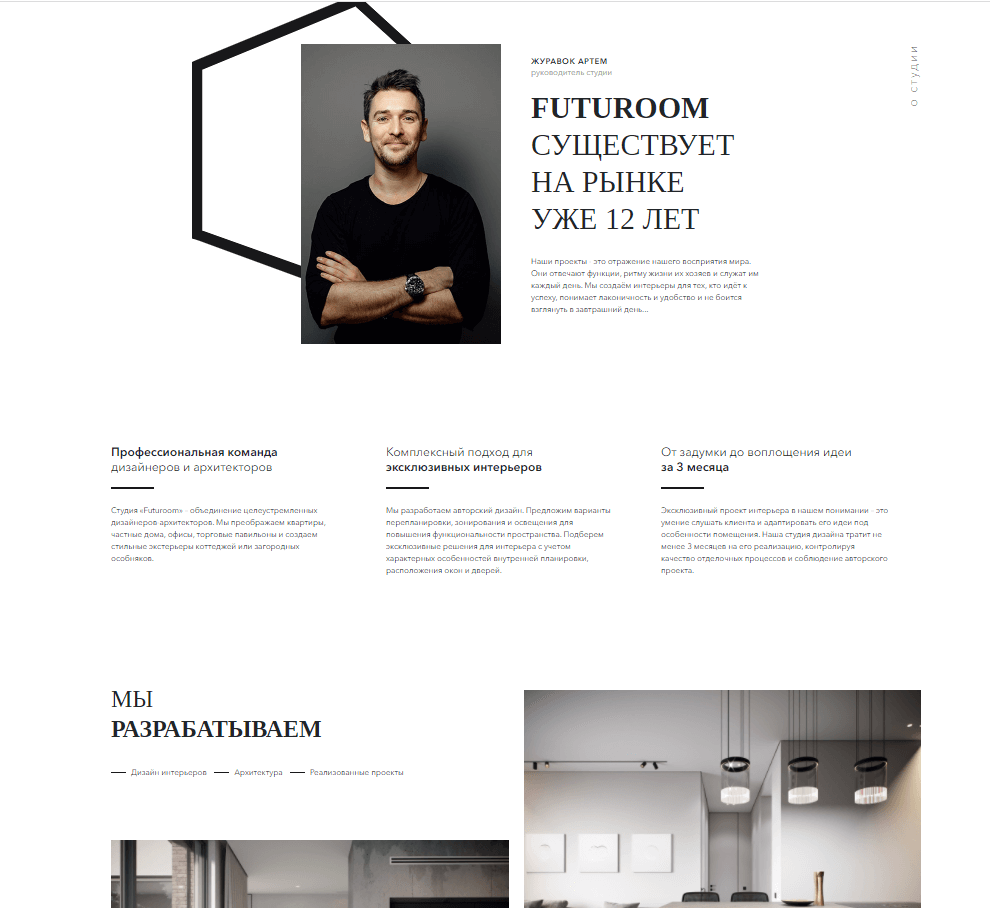 ЖУРАВОК АРТЕМ
руководитель студии
FUTUROOM
СУЩЕСТВУЕТ
НА РЫНКЕ
УЖЕ 12 ЛЕТ
Наши проекты - это отражение нашего восприятия мира.
Они отвечают функции, ритму жизни их хозяев и служат им
каждый день. Мы создаём интерьеры для тех, кто идёт к
успеху, понимает лаконичность и удобство и не боится
взглянуть в завтрашний день...
О СТУДИИ
Профессиональная команда
дизайнеров и архитекторов
Студия «Futuroom» - объединение целеустремленных
дизайнеров-архитекторов. Мы преображаем квартиры,
частные дома, офисы, торговые павильоны и создаем
стильные экстерьеры коттеджей или загородных
особняков.
Комплексный подход для
эксклюзивных интерьеров
Мы разработаем авторский дизайн. Предложим варианты
перепланировки, зонирования и освещения для
повышения функциональности пространства. Подберем
эксклюзивные решения для интерьера с учетом
характерных особенностей внутренней планировки,
расположения окон и дверей.
От задумки до воплощения идеи
за 3 месяца
Эксклюзивный проект интерьера в нашем понимании - это
умение слушать клиента и адаптировать его идеи под
особенности помещения. Наша студия дизайна тратит не
менее 3 месяцев на его реализацию, контролируя
качество отделочных процессов и соблюдение авторского
проекта.
МЫ
РАЗРАБАТЫВАЕМ
Дизайн интерьеров Архитектура Реализованные проекты